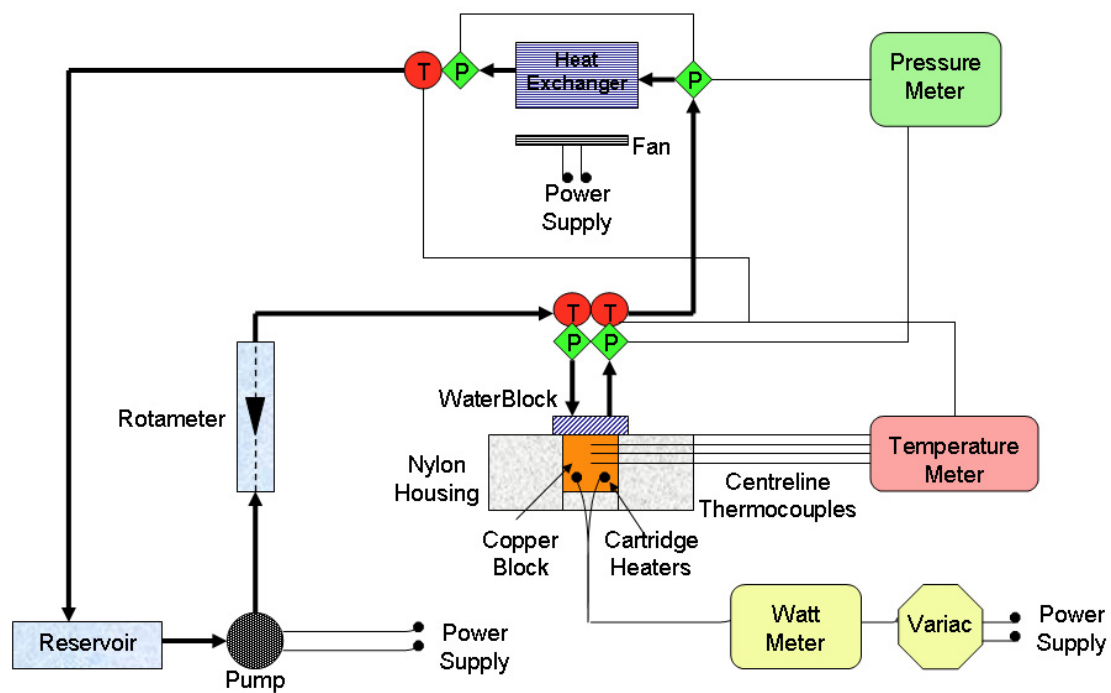 T
P
Heat
Exchanger
P
Pressure
Meter
Fan
Power
Supply
T
T
P
P
Rotameter
WaterBlock
Nylon
Housing
Centreline
Thermocouples
Temperature
Meter
Copper
Block
Cartridge
Heaters
Reservoir
Pump
Power
Supply
Watt
Meter
Variac
Power
Supply